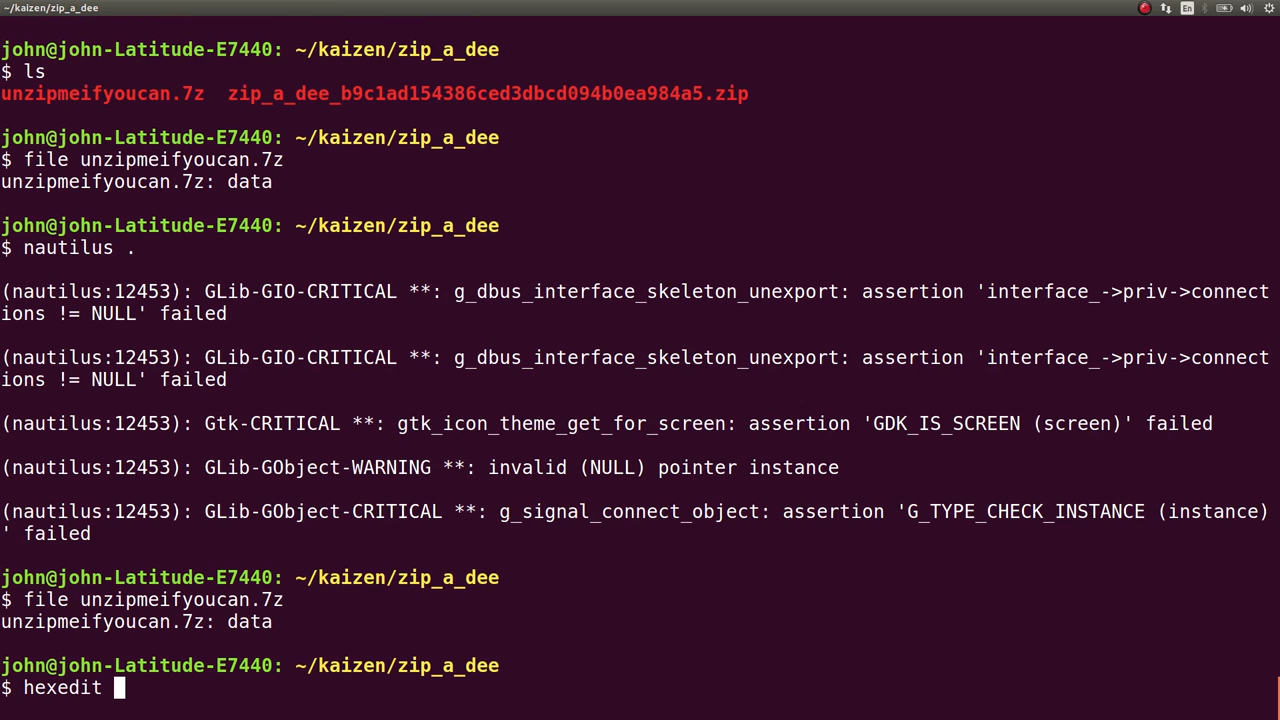 ~/kaizen/zip_a_dee
En
john@john-Latitude-E7440: ~/kaizen/zip_a_dee
$ ls
unzipmeifyoucan.7z  zip_a_dee_b9c1ad154386ced3dbcd094b0ea984a5.zip
john@john-Latitude-E7440: ~/kaizen/zip_a_dee
$ file unzipmeifyoucan.7z
unzipmeifyoucan.7z: data
john@john-Latitude-E7440: ~/kaizen/zip_a_dee
$ nautilus .
(nautilus:12453): GLib-GIO-CRITICAL **: g_dbus_interface_skeleton_unexport: assertion 'interface_->priv->connect
ions != NULL' failed
(nautilus:12453): GLib-GIO-CRITICAL **: g_dbus_interface_skeleton_unexport: assertion 'interface_->priv->connect
ions != NULL' failed
(nautilus:12453): Gtk-CRITICAL **: gtk_icon_theme_get_for_screen: assertion 'GDK_IS_SCREEN (screen)' failed
(nautilus:12453): GLib-GObject-WARNING **: invalid (NULL) pointer instance
(nautilus:12453): GLib-GObject-CRITICAL **: g_signal_connect_object: assertion 'G_TYPE_CHECK_INSTANCE (instance)
' failed
john@john-Latitude-E7440: ~/kaizen/zip_a_dee
$ file unzipmeifyoucan.7z
unzipmeifyoucan.7z: data
john@john-Latitude-E7440: ~/kaizen/zip_a_dee
$ hexedit